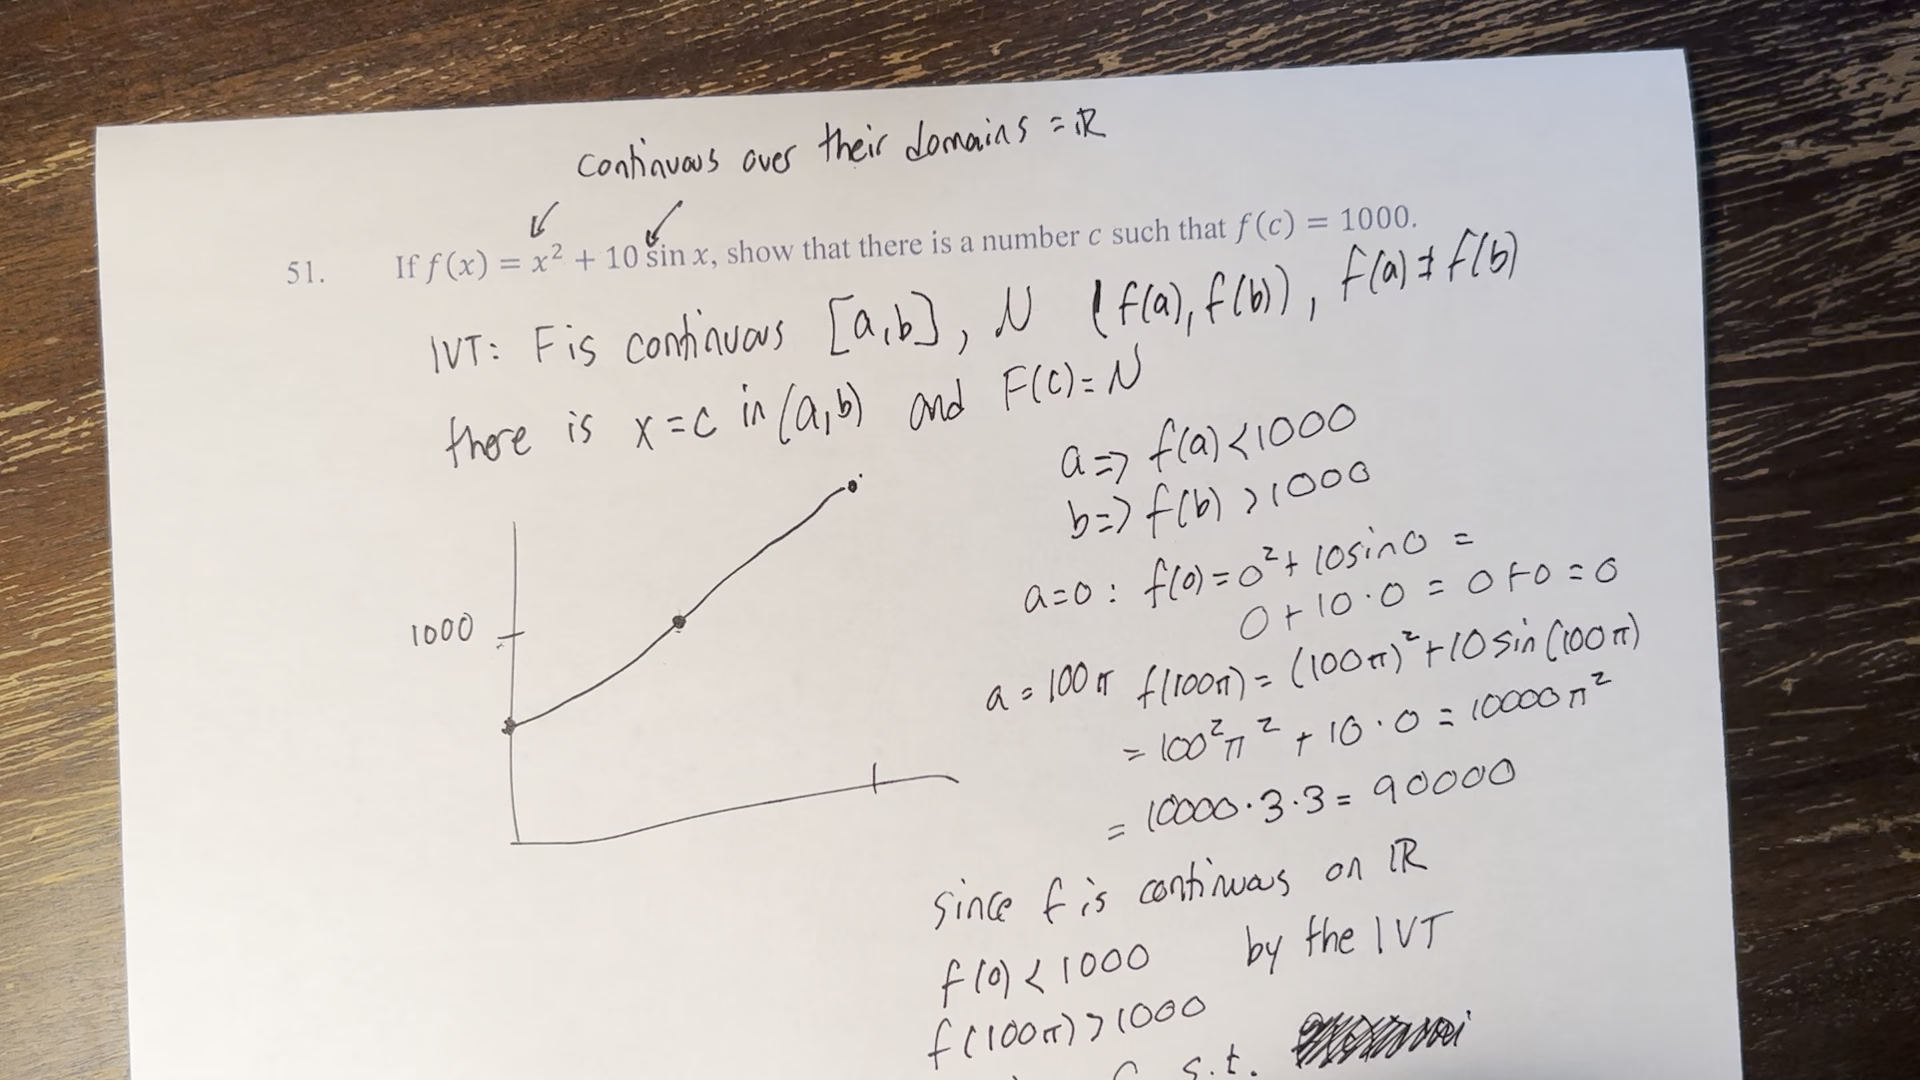 continuous over their domains = ℝ
51. If f(x) = x² + 10 sin x, show that there is a number c such that f(c) = 1000.
IVT: F is continuous [a,b], N (f(a), f(b)), f(a) ≠ f(b)
there is x=c in (a,b) and F(c)=N
a => f(a) < 1000
b => f(b) > 1000
a=0 : f(0) = 0² + 10 sin 0 =
0 + 10 · 0 = 0 + 0 = 0
1000
a = 100π f(100π) = (100π)² + 10 sin (100π)
= 100²π² + 10 · 0 = 10000π²
= 10000 · 3 · 3 = 90000
since f is continuous on ℝ
f(0) < 1000 by the IVT
f(100π) > 1000
s.t.